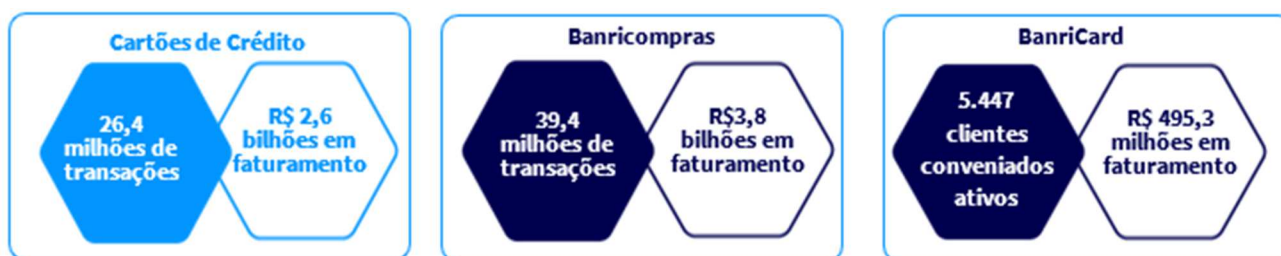 Cartões de Crédito
26,4
milhões de
transações
R$ 2,6
bilhões em
faturamento
Banricompras
39,4
milhões de
transações
R$3,8
bilhões em
faturamento
BanriCard
5.447
clientes
conveniados
ativos
R$ 495,3
milhões em
faturamento